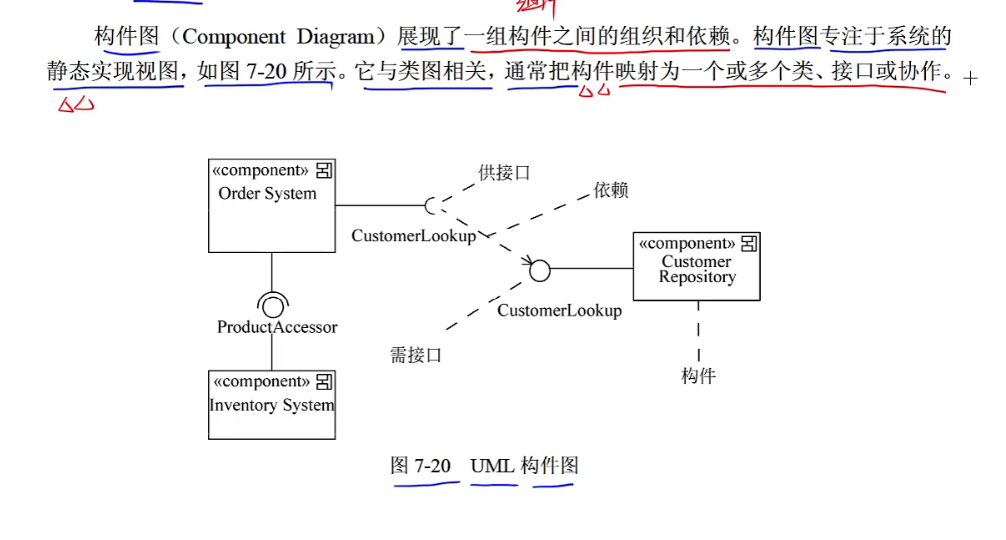 构件图（Component Diagram）展现了一组构件之间的组织和依赖。构件图专注于系统的
静态实现视图，如图 7-20 所示。它与类图相关，通常把构件映射为一个或多个类、接口或协作。
«component»
Order System
供接口
依赖
CustomerLookup
«component»
Customer
Repository
CustomerLookup
ProductAccessor
需接口
构件
«component»
Inventory System
图 7-20 UML 构件图